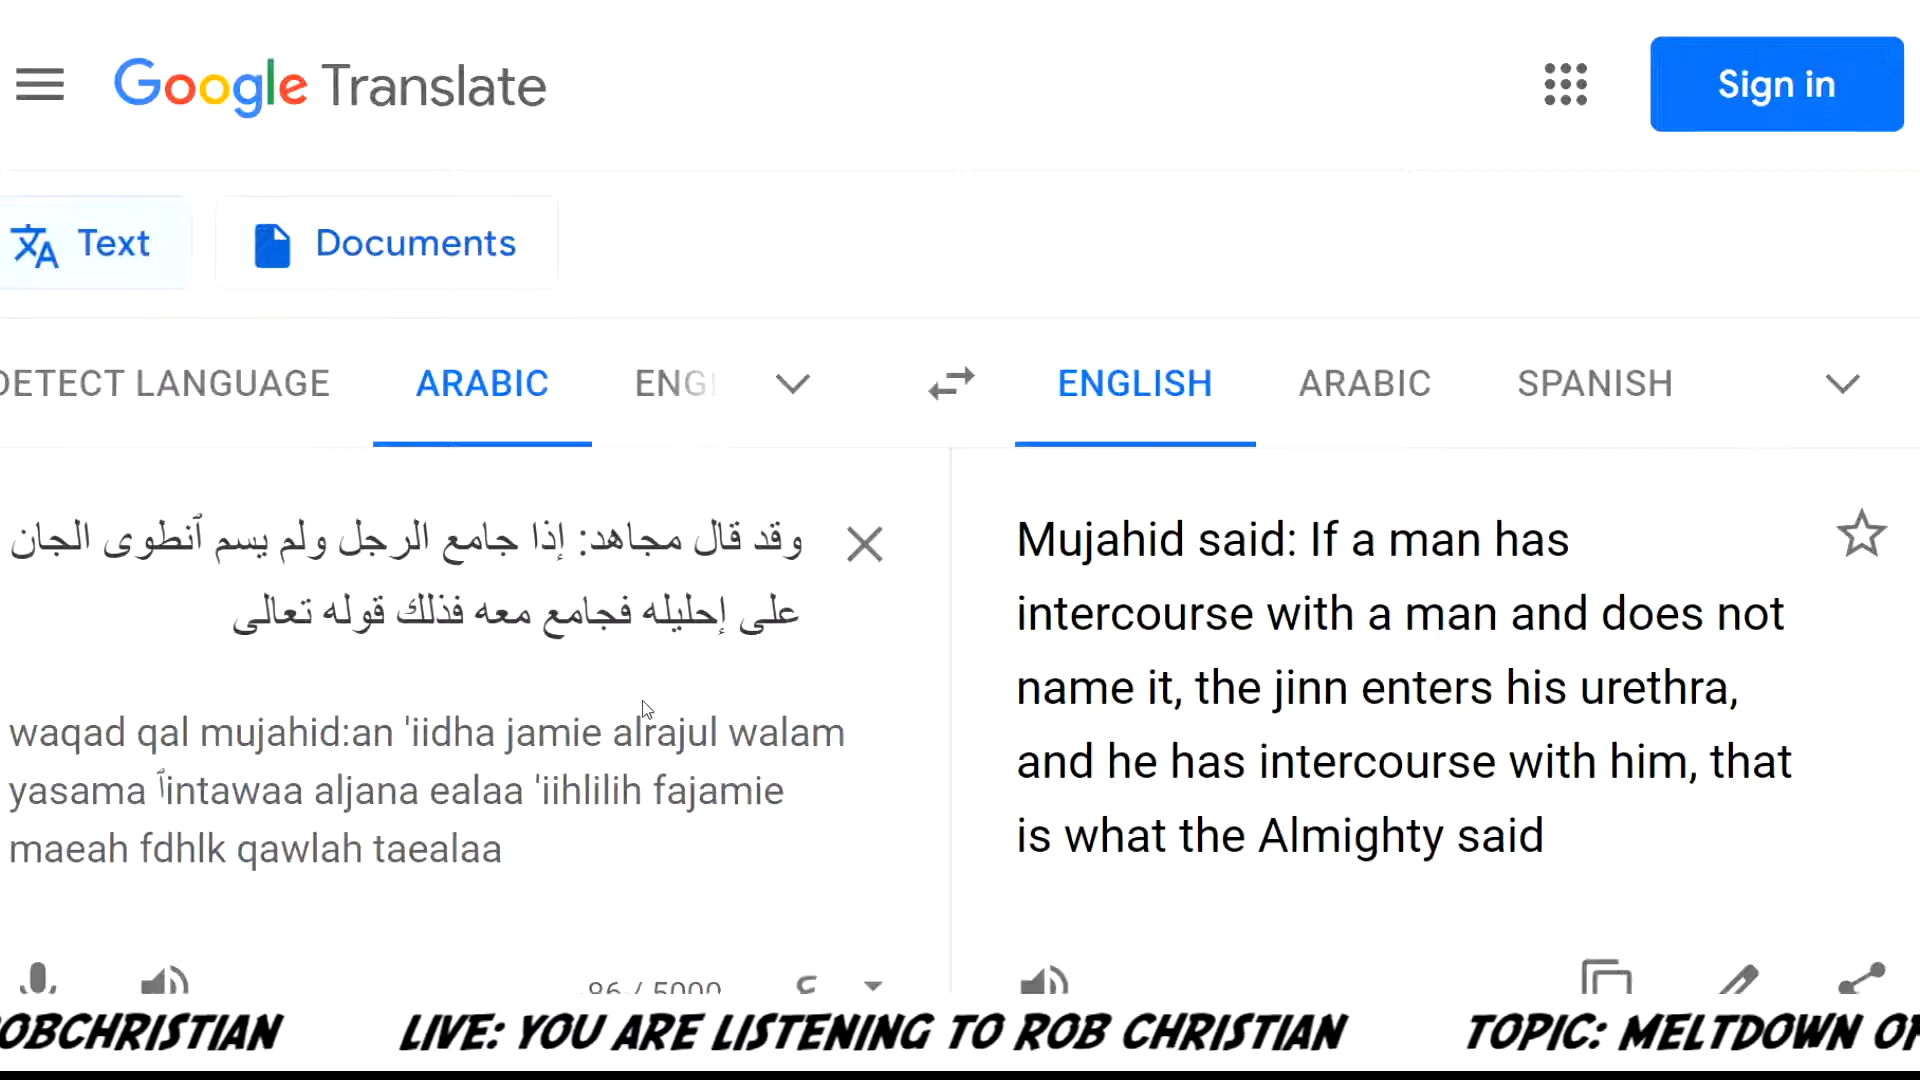 Google Translate
Sign in
Text
Documents
DETECT LANGUAGE
ARABIC
ENGLISH
ARABIC
SPANISH
وقد قال مجاهد: إذا جامع الرجل ولم يسم ٱنطوى الجان
على إحليله فجامع معه فذلك قوله تعالى
waqad qal mujahid:an 'iidha jamie alrajul walam
yasama ٱintawaa aljana ealaa 'iihlilih fajamie
maeah fdhlk qawlah taealaa
86 / 5000
Mujahid said: If a man has
intercourse with a man and does not
name it, the jinn enters his urethra,
and he has intercourse with him, that
is what the Almighty said
OBCHRISTIAN LIVE: YOU ARE LISTENING TO ROB CHRISTIAN TOPIC: MELTDOWN OF